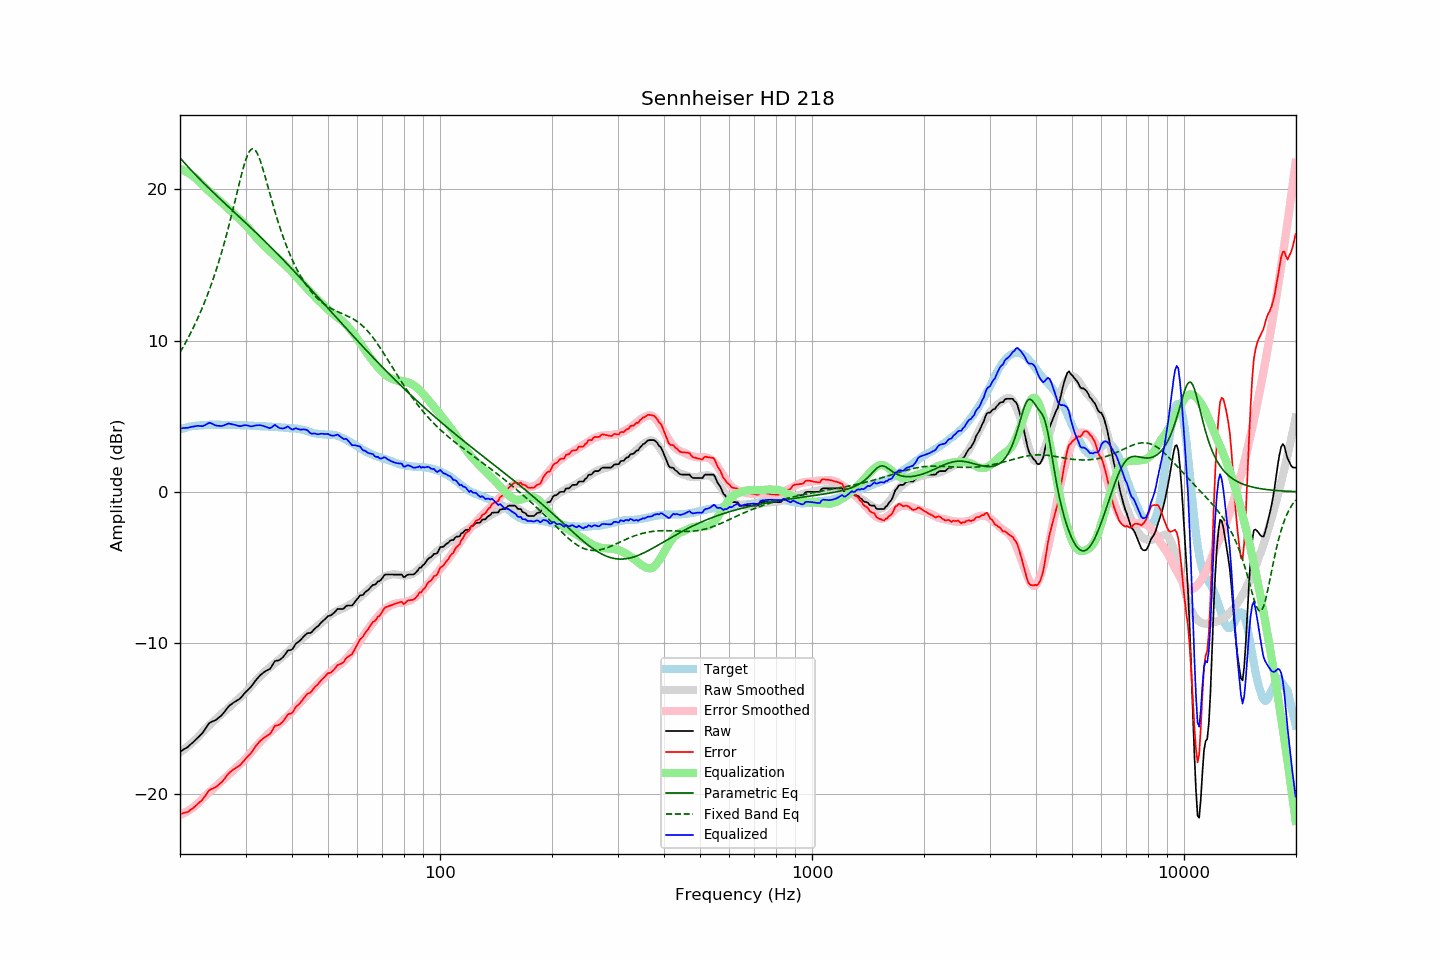 Sennheiser HD 218
Amplitude (dBr)
20
10
0
−10
−20
Target
Raw Smoothed
Error Smoothed
Raw
Error
Equalization
Parametric Eq
Fixed Band Eq
Equalized
100
1000
10000
Frequency (Hz)